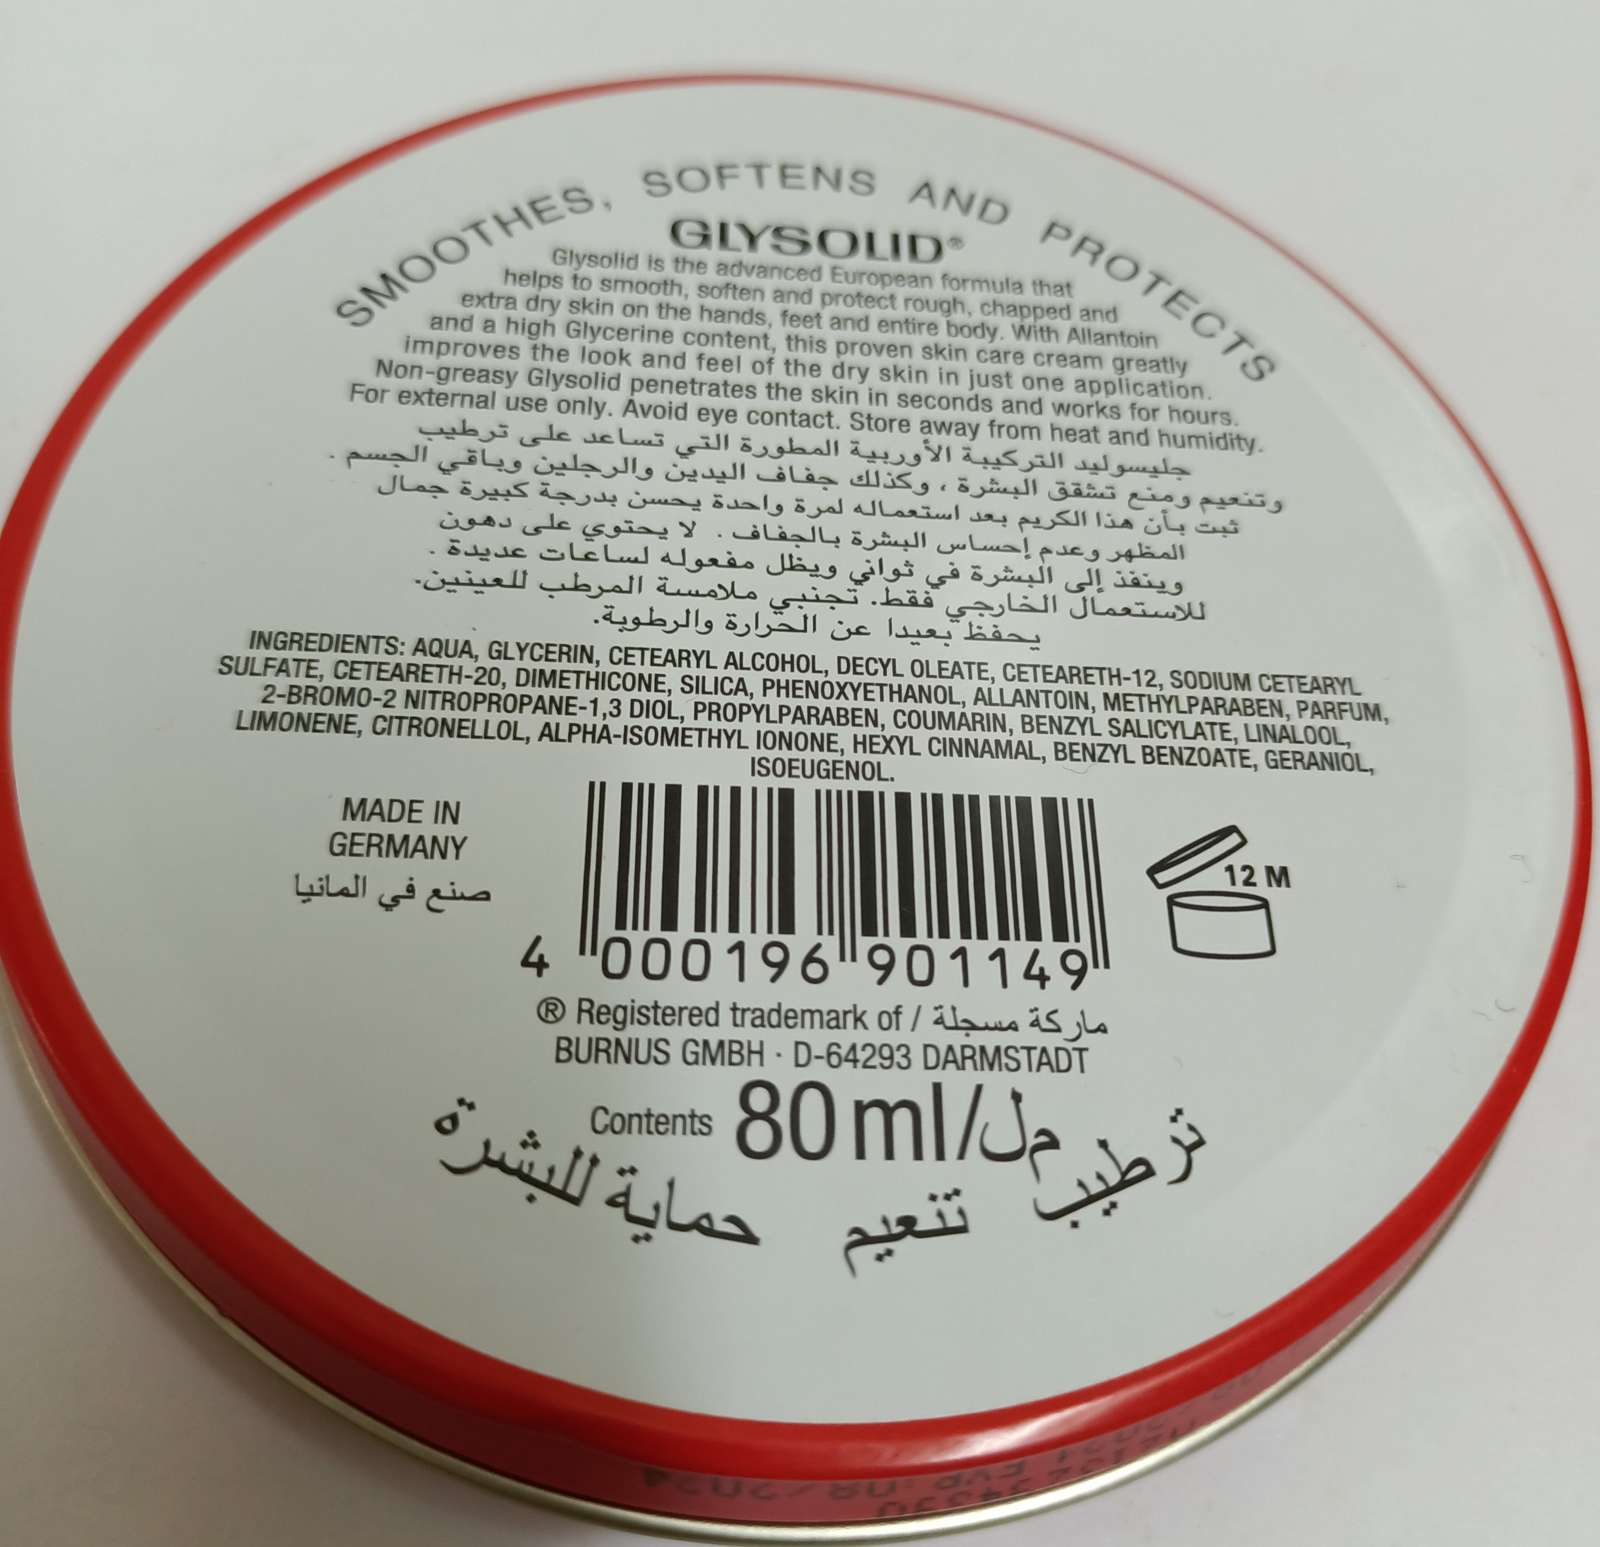 SMOOTHES, SOFTENS AND PROTECTS
GLYSOLID®
Glysolid is the advanced European formula that
helps to smooth, soften and protect rough, chapped and
extra dry skin on the hands, feet and entire body. With Allantoin
and a high Glycerine content, this proven skin care cream greatly
improves the look and feel of the dry skin in just one application.
Non-greasy Glysolid penetrates the skin in seconds and works for hours.
For external use only. Avoid eye contact. Store away from heat and humidity.
جليسوليد التركيبة الأوربية المطورة التي تساعد على ترطيب
وتنعيم ومنع تشقق البشرة ، وكذلك جفاف اليدين والرجلين وباقي الجسم .
ثبت بأن هذا الكريم بعد استعماله لمرة واحدة يحسن بدرجة كبيرة جمال
المظهر وعدم إحساس البشرة بالجفاف . لا يحتوي على دهون
وينفذ إلى البشرة في ثواني ويظل مفعوله لساعات عديدة .
للاستعمال الخارجي فقط. تجنبي ملامسة المرطب للعينين.
يحفظ بعيدا عن الحرارة والرطوبة.
INGREDIENTS: AQUA, GLYCERIN, CETEARYL ALCOHOL, DECYL OLEATE, CETEARETH-12, SODIUM CETEARYL
SULFATE, CETEARETH-20, DIMETHICONE, SILICA, PHENOXYETHANOL, ALLANTOIN, METHYLPARABEN, PARFUM,
2-BROMO-2 NITROPROPANE-1,3 DIOL, PROPYLPARABEN, COUMARIN, BENZYL SALICYLATE, LINALOOL,
LIMONENE, CITRONELLOL, ALPHA-ISOMETHYL IONONE, HEXYL CINNAMAL, BENZYL BENZOATE, GERANIOL,
ISOEUGENOL.
MADE IN
GERMANY
صنع في المانيا
12 M
4 000196 901149
® Registered trademark of / ماركة مسجلة
BURNUS GMBH · D-64293 DARMSTADT
Contents 80 ml/مل
ترطيب تنعيم حماية للبشرة